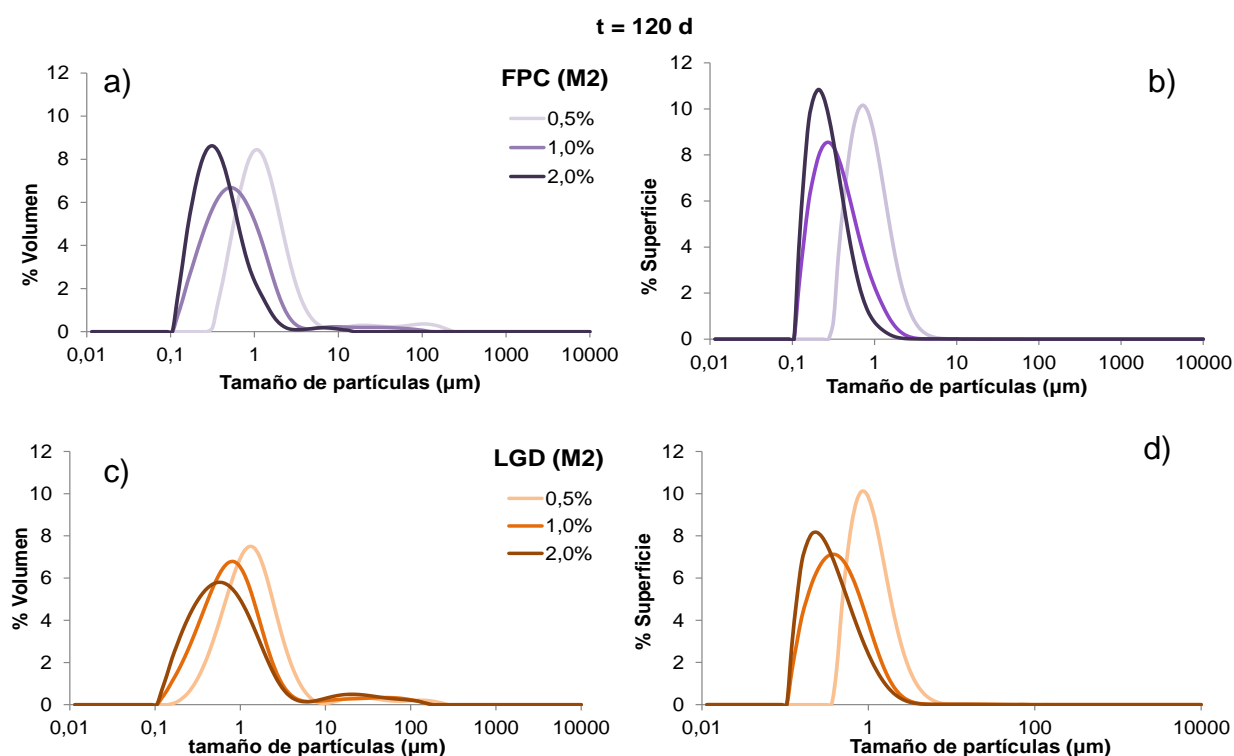 t = 120 d
a)
FPC (M2)
0,5%
1,0%
2,0%
% Volumen
12
10
8
6
4
2
0
0,01 0,1 1 10 100 1000 10000
Tamaño de partículas (µm)
b)
% Superficie
12
10
8
6
4
2
0
0,01 0,1 1 10 100 1000 10000
Tamaño de partículas (µm)
c)
LGD (M2)
0,5%
1,0%
2,0%
% Volumen
12
10
8
6
4
2
0
0,01 0,1 1 10 100 1000 10000
tamaño de partículas (µm)
d)
% Superficie
12
10
8
6
4
2
0
0,01 1 100 10000
Tamaño de partículas (µm)